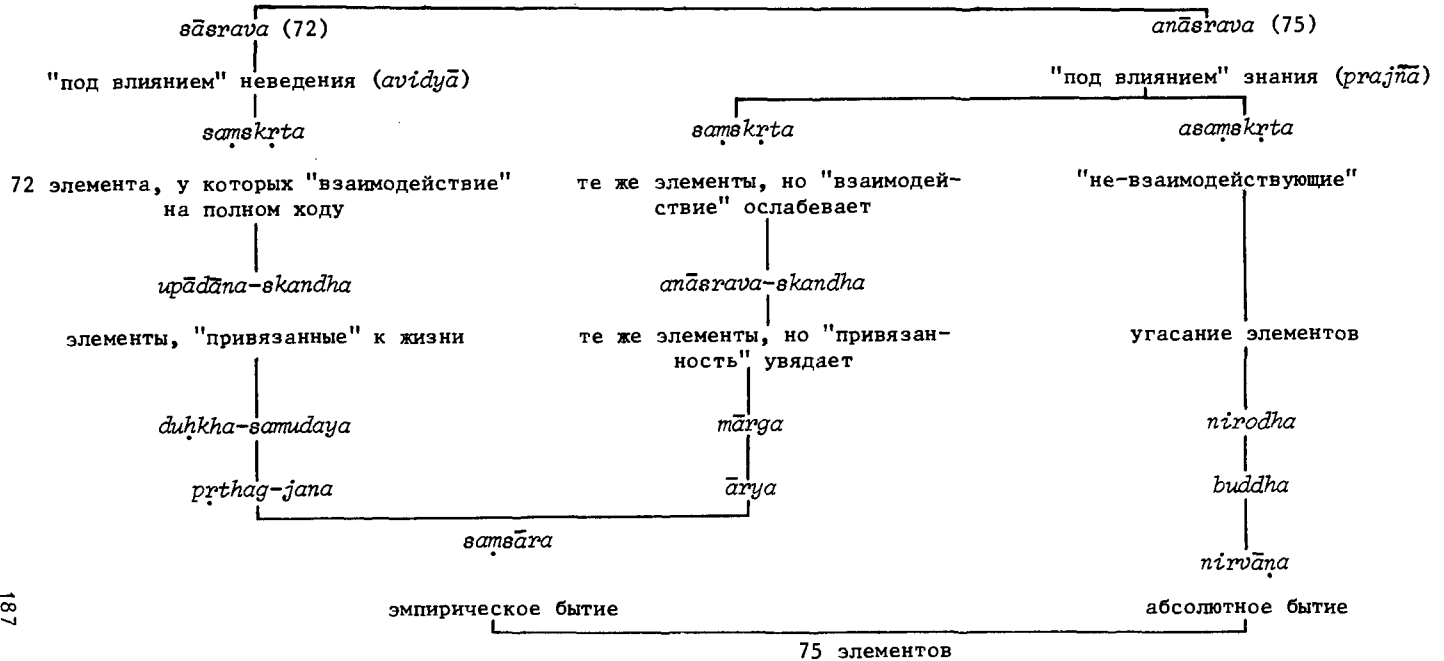 sāsrava (72)
anāsrava (75)
"под влиянием" неведения (avidyā)
"под влиянием" знания (prajñā)
saṃskṛta
saṃskṛta
asaṃskṛta
72 элемента, у которых "взаимодействие"
на полном ходу
те же элементы, но "взаимодей-
ствие" ослабевает
"не-взаимодействующие"
upādāna-skandha
anāsrava-skandha
элементы, "привязанные" к жизни
те же элементы, но "привязан-
ность" увядает
угасание элементов
duḥkha-samudaya
mārga
nirodha
pṛthag-jana
ārya
buddha
saṃsāra
nirvāṇa
эмпирическое бытие
абсолютное бытие
75 элементов
187